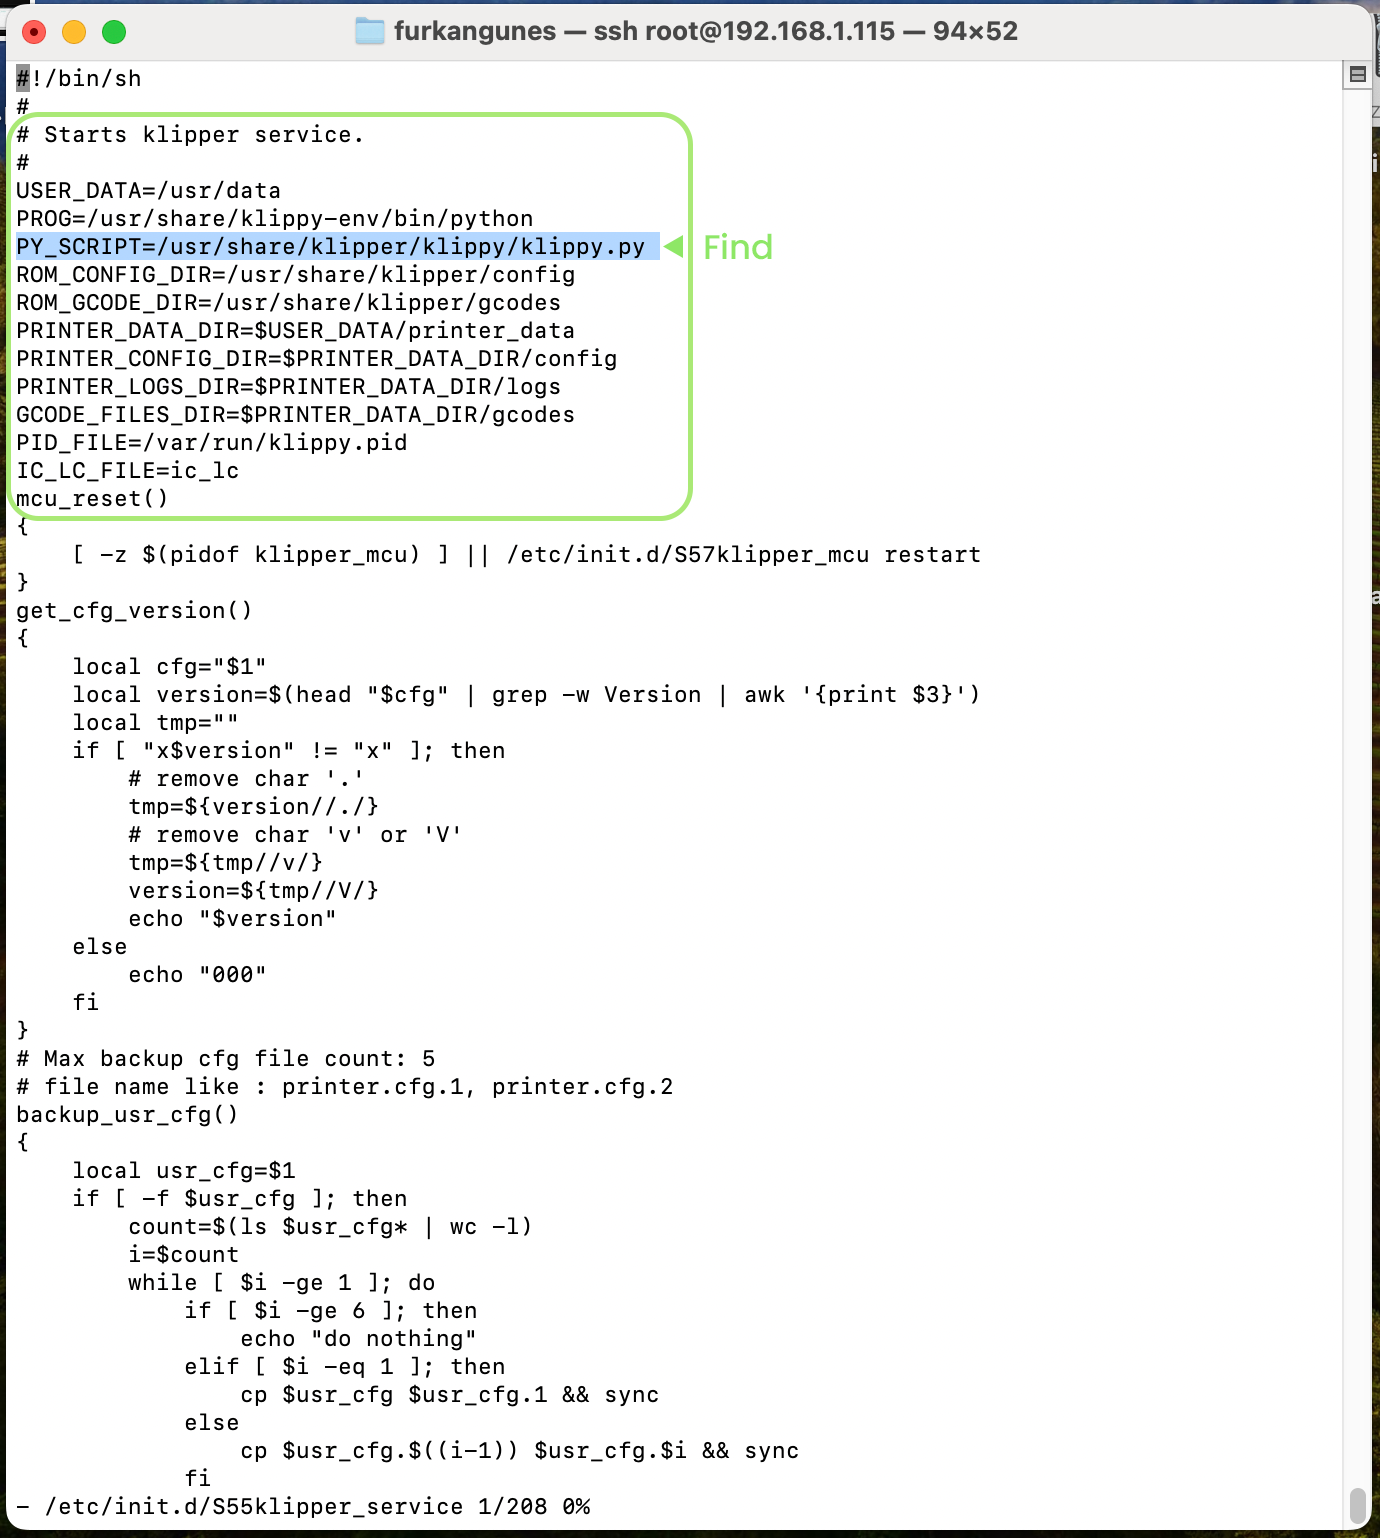 furkangunes — ssh root@192.168.1.115 — 94×52
#!/bin/sh
#
# Starts klipper service.
#
USER_DATA=/usr/data
PROG=/usr/share/klippy-env/bin/python
PY_SCRIPT=/usr/share/klipper/klippy/klippy.py
Find
ROM_CONFIG_DIR=/usr/share/klipper/config
ROM_GCODE_DIR=/usr/share/klipper/gcodes
PRINTER_DATA_DIR=$USER_DATA/printer_data
PRINTER_CONFIG_DIR=$PRINTER_DATA_DIR/config
PRINTER_LOGS_DIR=$PRINTER_DATA_DIR/logs
GCODE_FILES_DIR=$PRINTER_DATA_DIR/gcodes
PID_FILE=/var/run/klippy.pid
IC_LC_FILE=ic_lc
mcu_reset()
{
    [ -z $(pidof klipper_mcu) ] || /etc/init.d/S57klipper_mcu restart
}
get_cfg_version()
{
    local cfg="$1"
    local version=$(head "$cfg" | grep -w Version | awk '{print $3}')
    local tmp=""
    if [ "x$version" != "x" ]; then
        # remove char '.'
        tmp=${version//./}
        # remove char 'v' or 'V'
        tmp=${tmp//v/}
        version=${tmp//V/}
        echo "$version"
    else
        echo "000"
    fi
}
# Max backup cfg file count: 5
# file name like : printer.cfg.1, printer.cfg.2
backup_usr_cfg()
{
    local usr_cfg=$1
    if [ -f $usr_cfg ]; then
        count=$(ls $usr_cfg* | wc -l)
        i=$count
        while [ $i -ge 1 ]; do
            if [ $i -ge 6 ]; then
                echo "do nothing"
            elif [ $i -eq 1 ]; then
                cp $usr_cfg $usr_cfg.1 && sync
            else
                cp $usr_cfg.$((i-1)) $usr_cfg.$i && sync
            fi
- /etc/init.d/S55klipper_service 1/208 0%